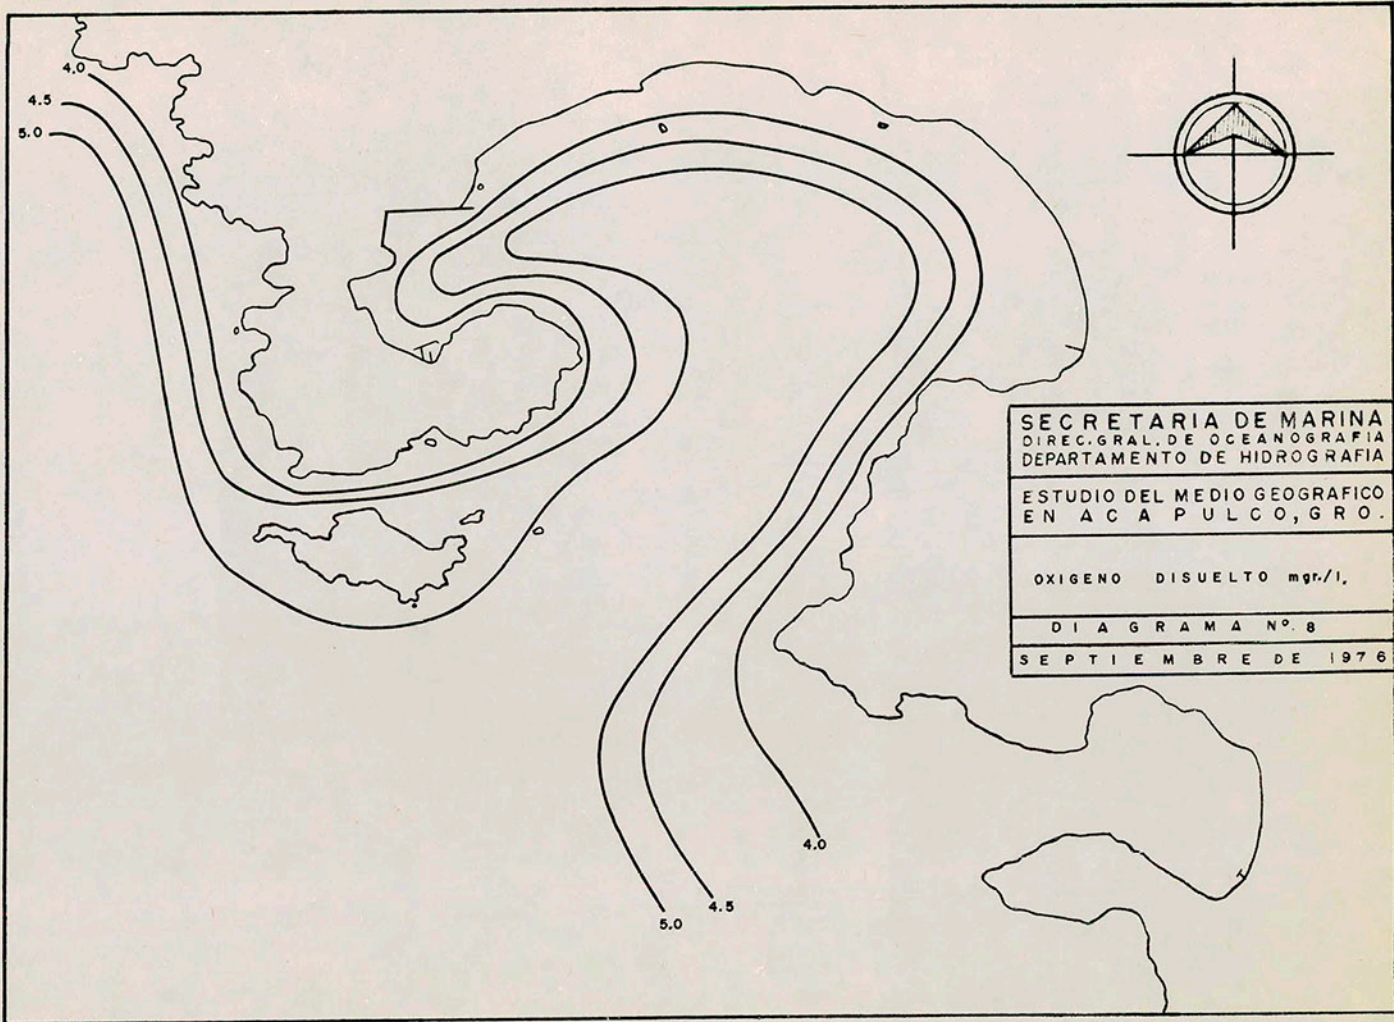 4.0
4.5
5.0
SECRETARIA DE MARINA
DIREC.GRAL. DE OCEANOGRAFIA
DEPARTAMENTO DE HIDROGRAFIA
ESTUDIO DEL MEDIO GEOGRAFICO
EN ACAPULCO, GRO.
OXIGENO DISUELTO mgr./l.
DIAGRAMA Nº. 8
SEPTIEMBRE DE 1976
4.0
4.5
5.0